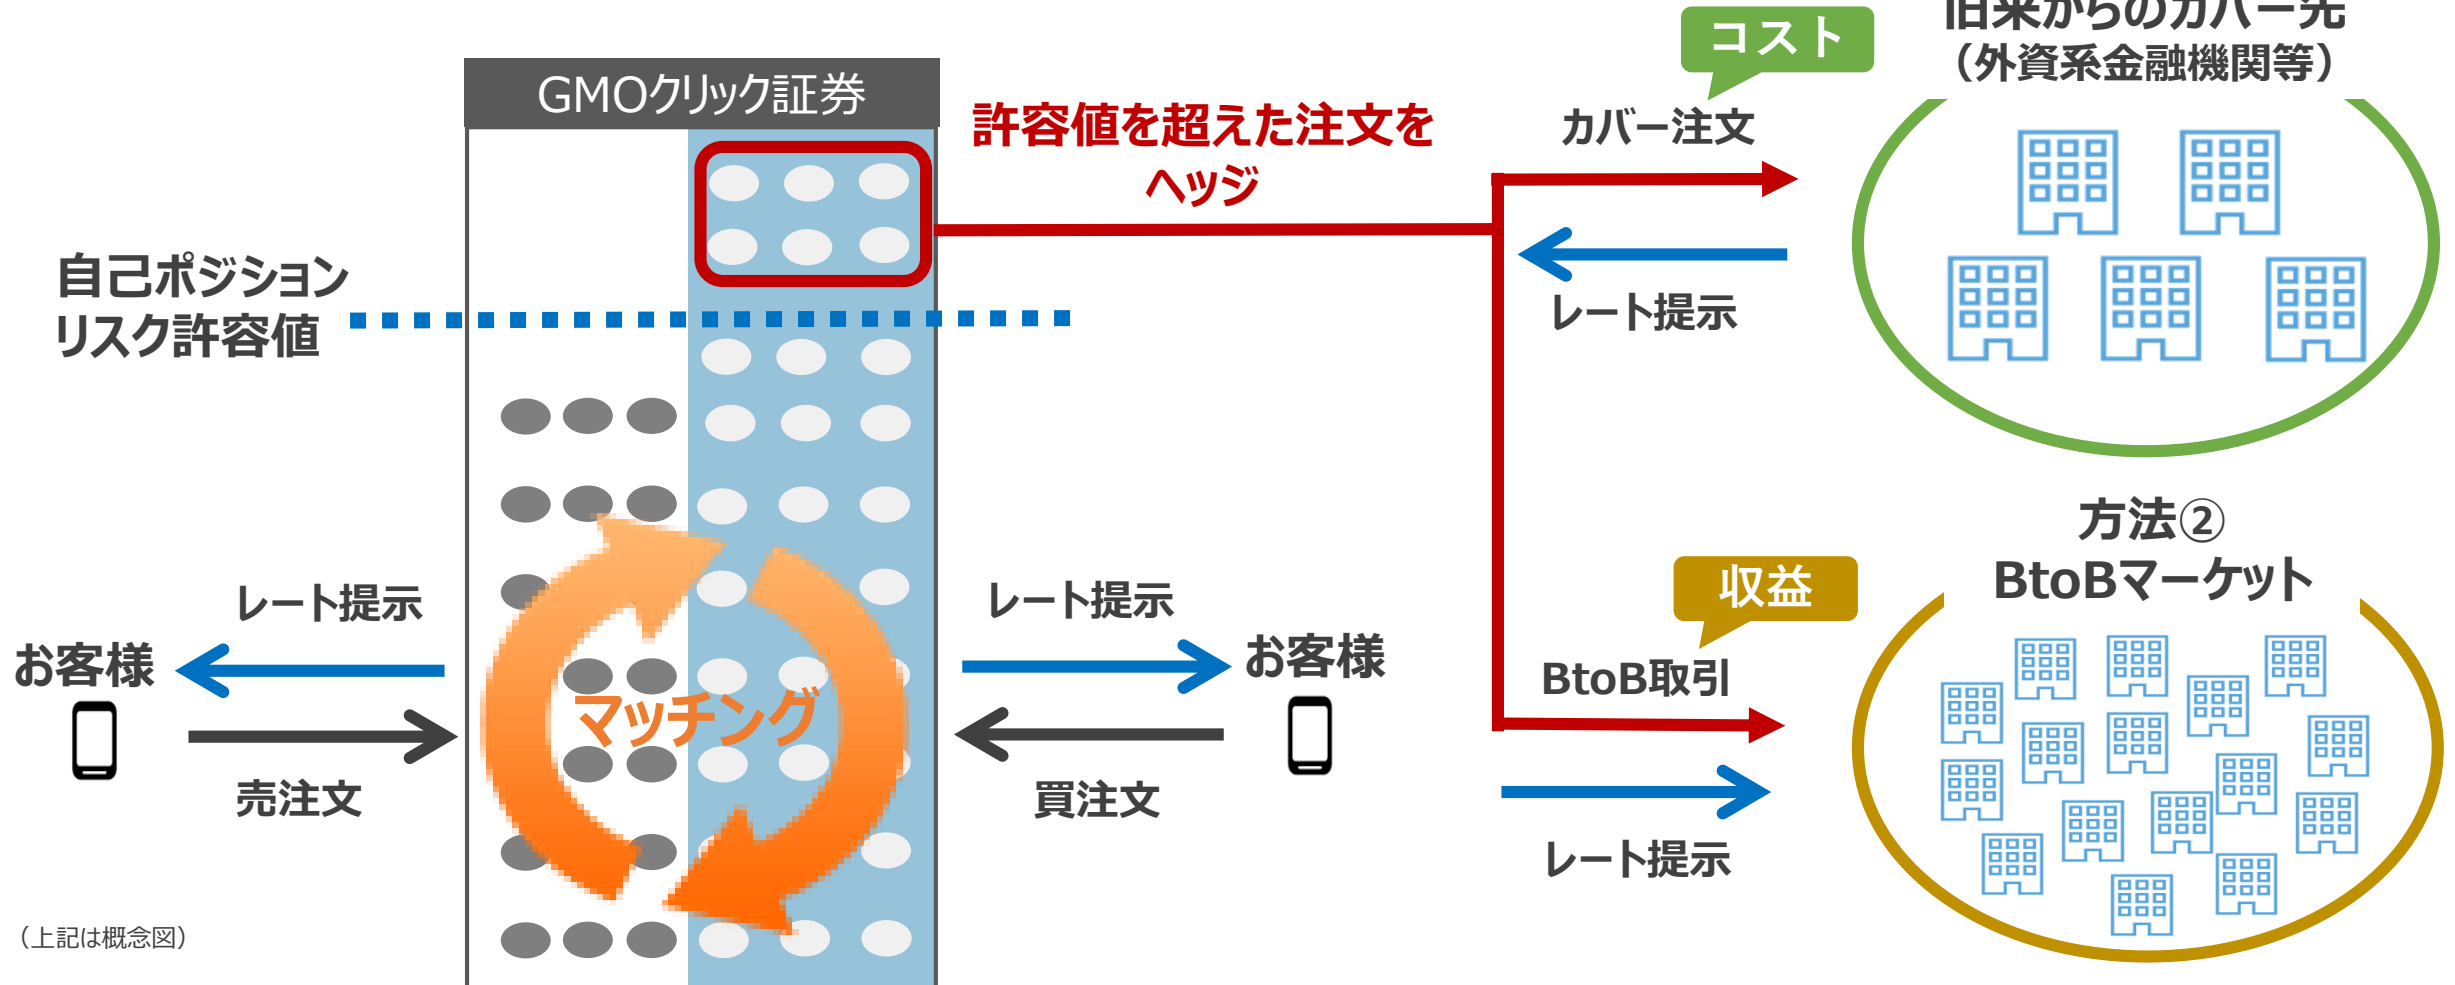 コスト
旧来からのカバー先
（外資系金融機関等）
GMOクリック証券
許容値を超えた注文を
ヘッジ
カバー注文
レート提示
自己ポジション
リスク許容値
方法②
BtoBマーケット
収益
BtoB取引
レート提示
レート提示
お客様
売注文
マッチング
レート提示
お客様
買注文
（上記は概念図）